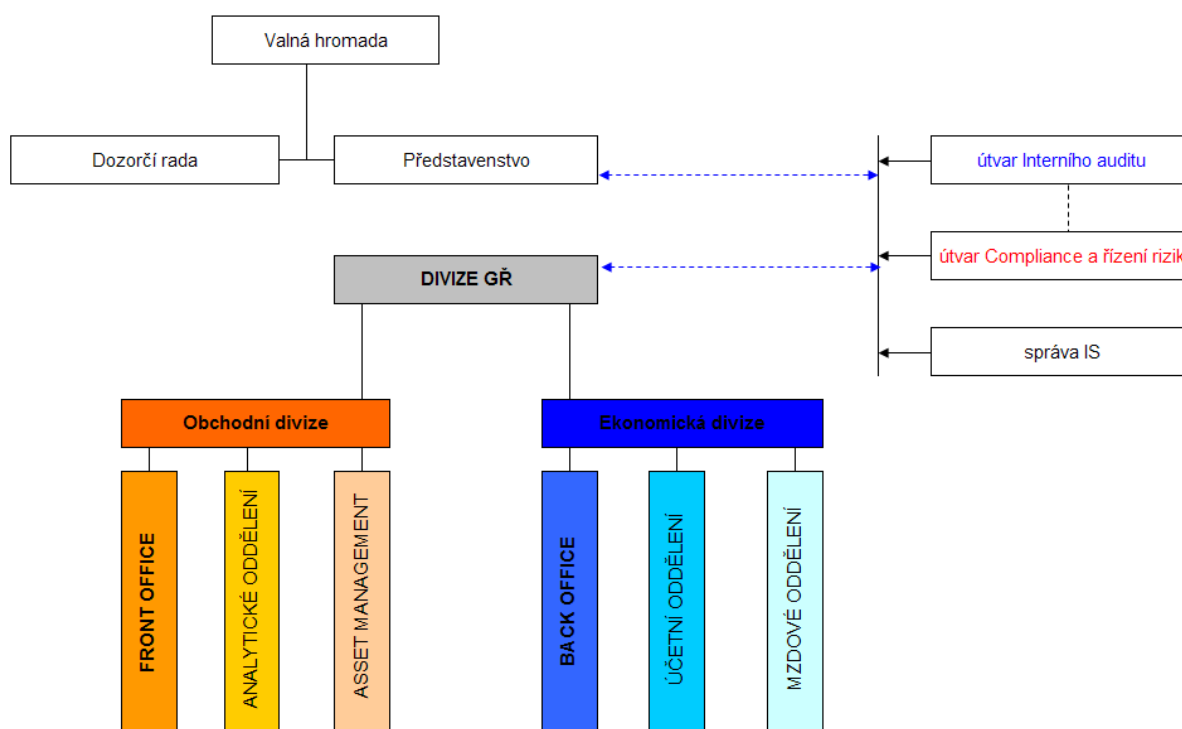 Valná hromada
Dozorčí rada
Představenstvo
útvar Interního auditu
útvar Compliance a řízení rizik
DIVIZE GŘ
správa IS
Obchodní divize
Ekonomická divize
FRONT OFFICE
ANALYTICKÉ ODDĚLENÍ
ASSET MANAGEMENT
BACK OFFICE
ÚČETNÍ ODDĚLENÍ
MZDOVÉ ODDĚLENÍ